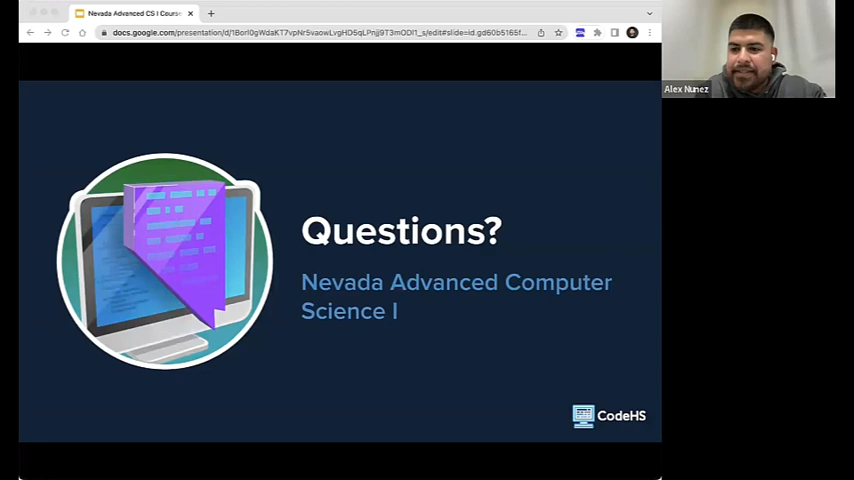 Nevada Advanced CS I Course
docs.google.com/presentation/d/1BorI0gWdaKT7vpNr5vaowLvgHD5qLPnjj9T3mODI1_s/edit#slide=id.gd60b5165f...
Alex Nunez
Questions?
Nevada Advanced Computer
Science I
CodeHS